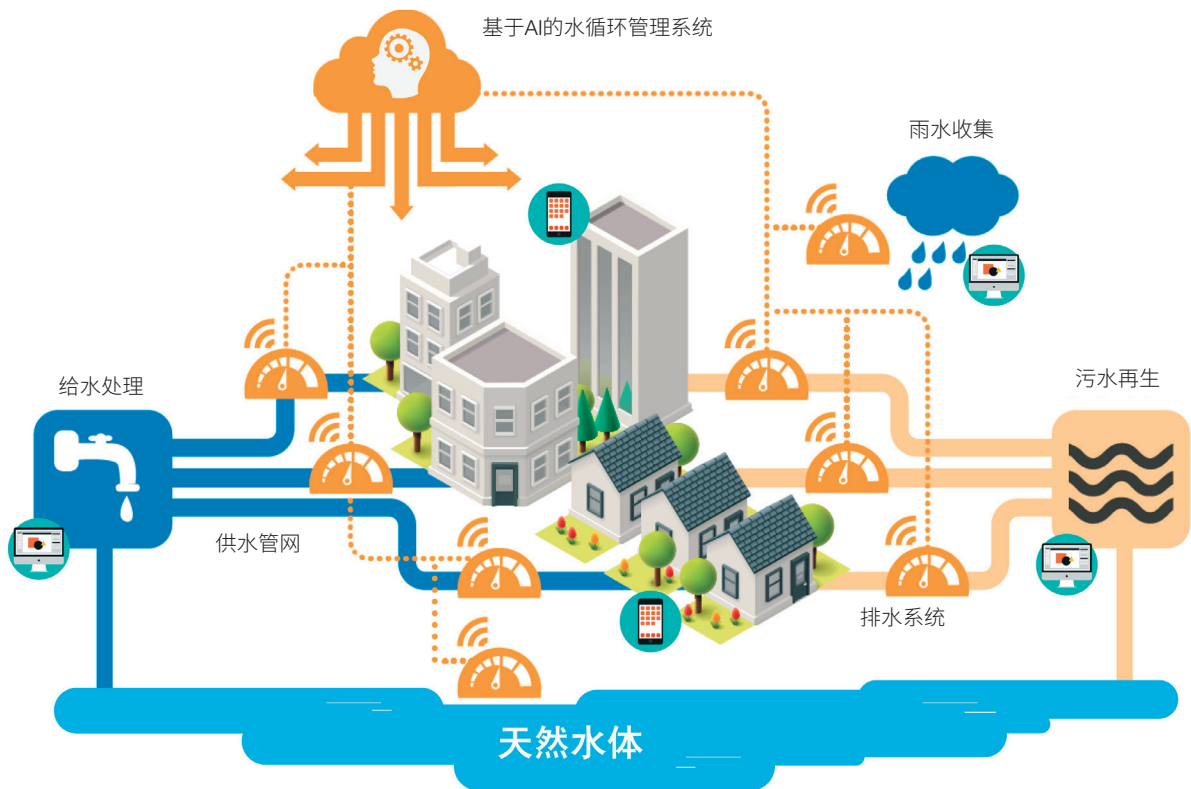 基于AI的水循环管理系统
雨水收集
给水处理
污水再生
供水管网
排水系统
天然水体